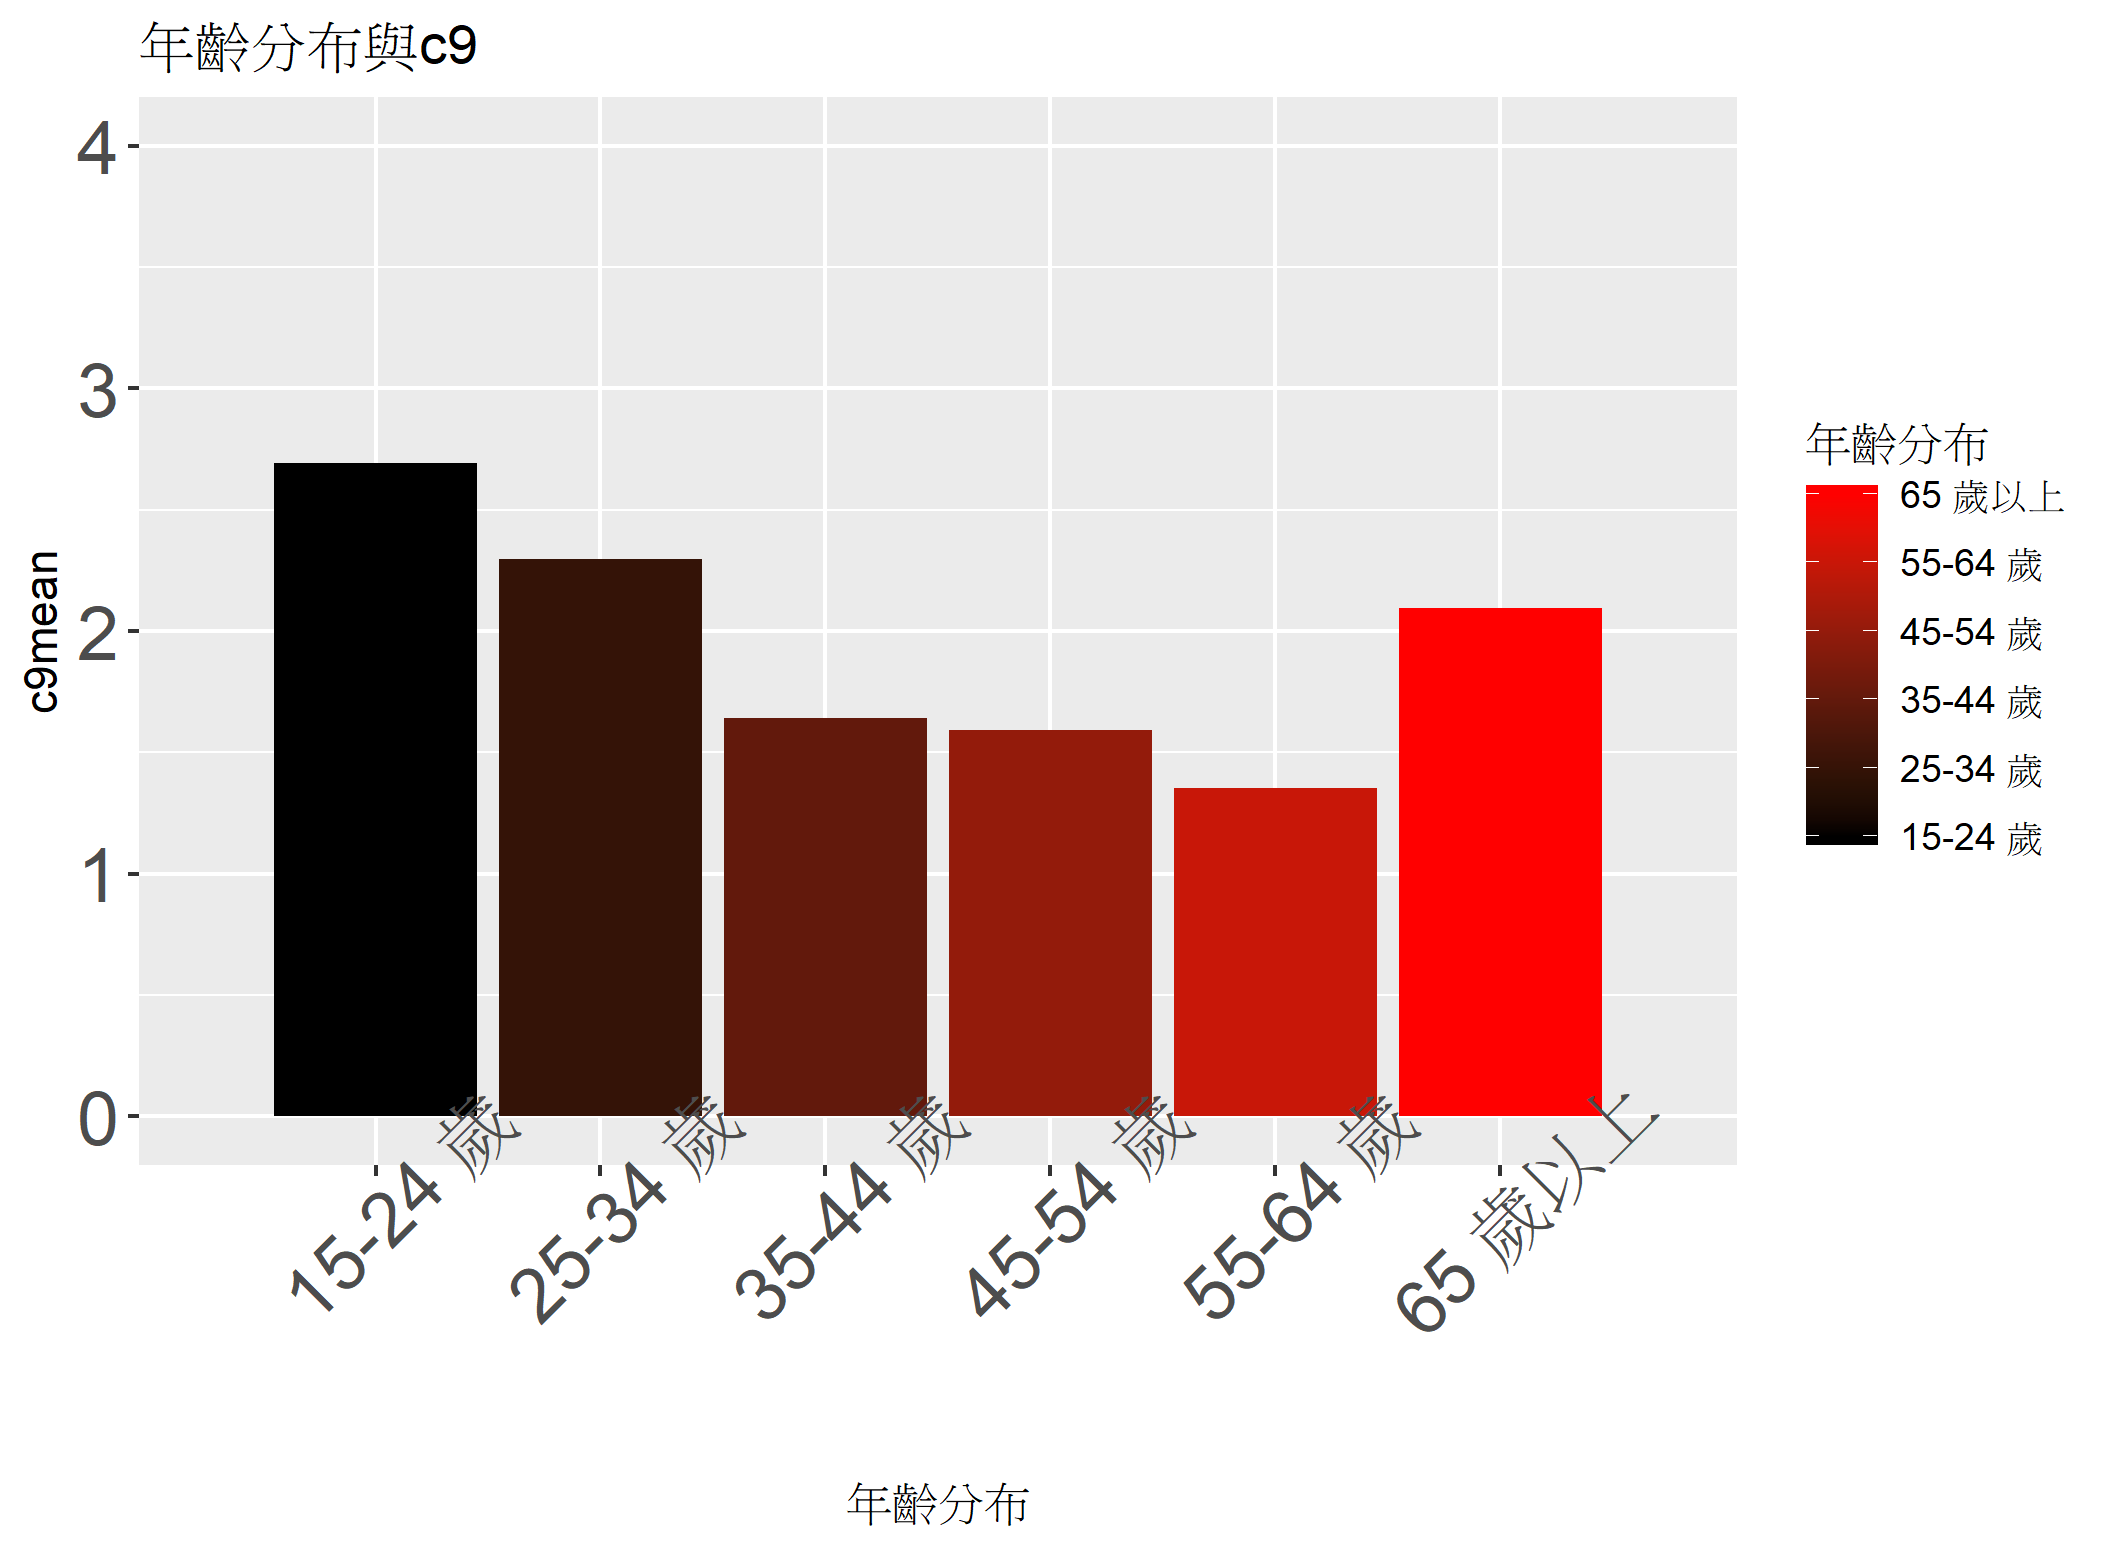 年齡分布與c9
4
3
2
1
0
c9mean
15-24 歲
25-34 歲
35-44 歲
45-54 歲
55-64 歲
65 歲以上
年齡分布
年齡分布
65 歲以上
55-64 歲
45-54 歲
35-44 歲
25-34 歲
15-24 歲